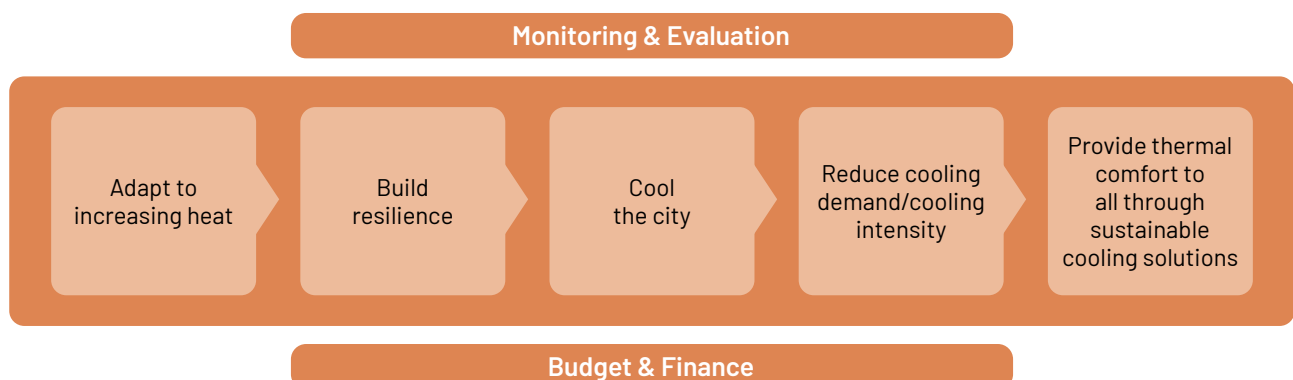 Monitoring & Evaluation
Adapt to
increasing heat
Build
resilience
Cool
the city
Reduce cooling
demand/cooling
intensity
Provide thermal
comfort to
all through
sustainable
cooling solutions
Budget & Finance